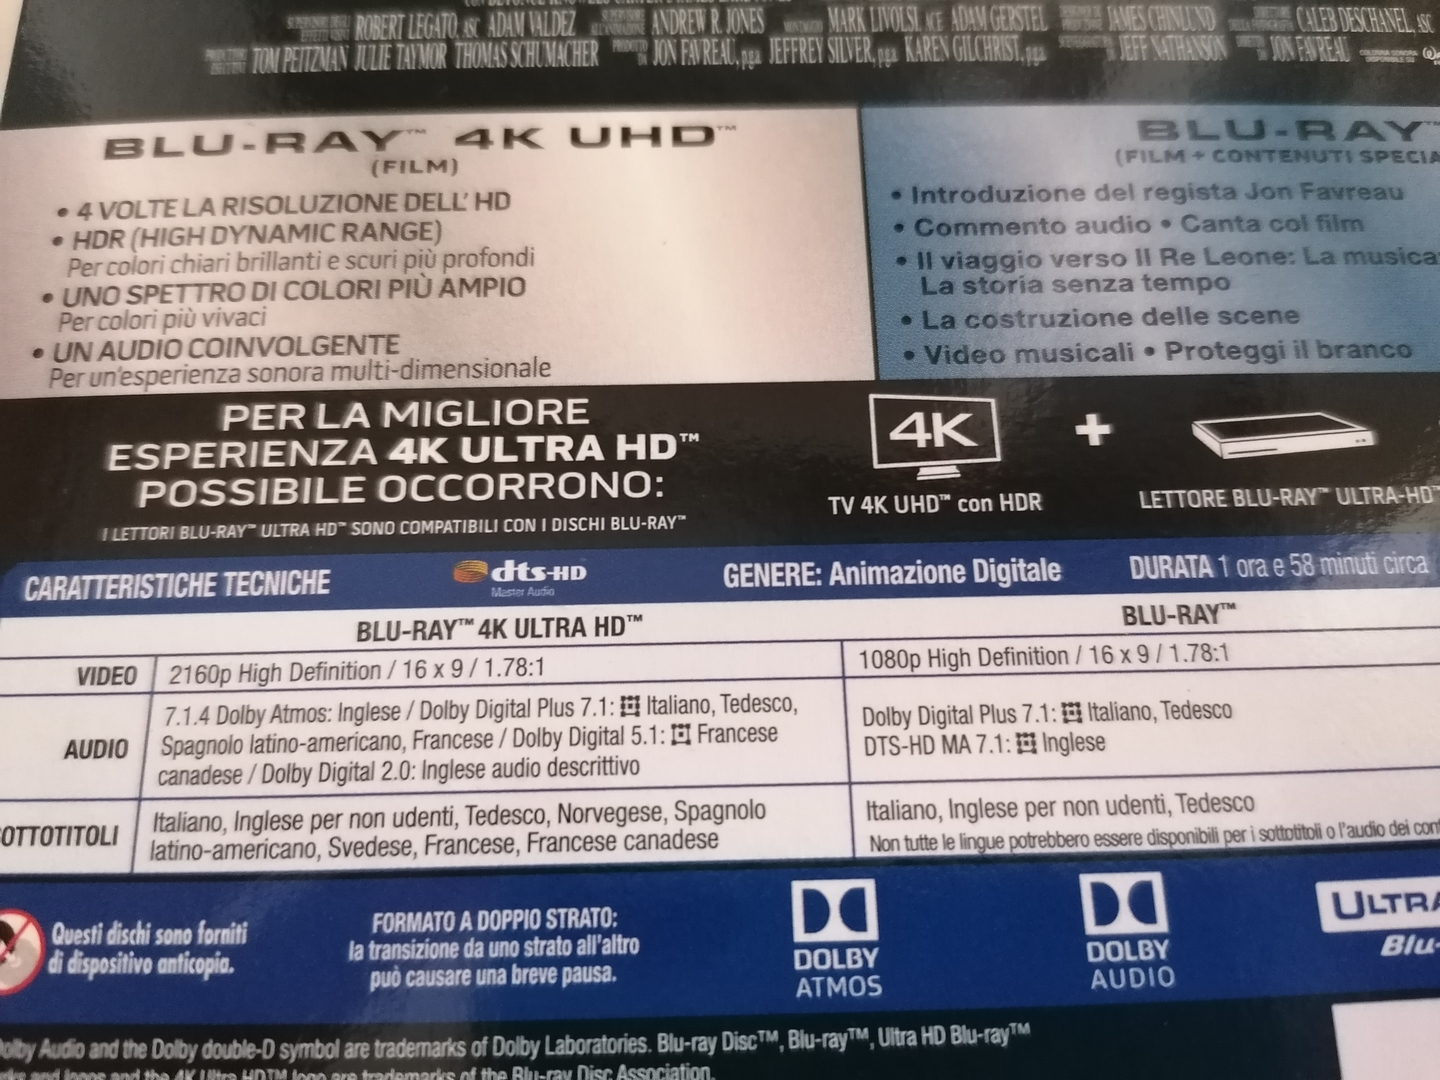 ROBERT LEGATO, ASC ADAM VALDEZ ANDREW R. JONES MARK LIVOLSI, ACE ADAM GERSTEL JAMES CHINLUND CALEB DESCHANEL, ASC
TOM PEITZMAN JULIE TAYMOR THOMAS SCHUMACHER JON FAVREAU, p.g.a. JEFFREY SILVER, p.g.a. KAREN GILCHRIST, p.g.a. JEFF NATHANSON JON FAVREAU
BLU-RAY™ 4K UHD™
(FILM)
• 4 VOLTE LA RISOLUZIONE DELL' HD
• HDR (HIGH DYNAMIC RANGE)
Per colori chiari brillanti e scuri più profondi
• UNO SPETTRO DI COLORI PIÙ AMPIO
Per colori più vivaci
• UN AUDIO COINVOLGENTE
Per un'esperienza sonora multi-dimensionale
BLU-RAY™
(FILM + CONTENUTI SPECIA
• Introduzione del regista Jon Favreau
• Commento audio • Canta col film
• Il viaggio verso Il Re Leone: La musica
La storia senza tempo
• La costruzione delle scene
• Video musicali • Proteggi il branco
PER LA MIGLIORE
ESPERIENZA 4K ULTRA HD™
POSSIBILE OCCORRONO:
I LETTORI BLU-RAY™ ULTRA HD™ SONO COMPATIBILI CON I DISCHI BLU-RAY™
4K +
TV 4K UHD™ con HDR LETTORE BLU-RAY™ ULTRA-HD™
CARATTERISTICHE TECNICHE dts-HD GENERE: Animazione Digitale DURATA 1 ora e 58 minuti circa
Master Audio
BLU-RAY™ 4K ULTRA HD™ BLU-RAY™
VIDEO 2160p High Definition / 16 x 9 / 1.78:1 1080p High Definition / 16 x 9 / 1.78:1
AUDIO
7.1.4 Dolby Atmos: Inglese / Dolby Digital Plus 7.1: Italiano, Tedesco,
Spagnolo latino-americano, Francese / Dolby Digital 5.1: Francese
canadese / Dolby Digital 2.0: Inglese audio descrittivo
Dolby Digital Plus 7.1: Italiano, Tedesco
DTS-HD MA 7.1: Inglese
OTTOTITOLI
Italiano, Inglese per non udenti, Tedesco, Norvegese, Spagnolo
latino-americano, Svedese, Francese, Francese canadese
Italiano, Inglese per non udenti, Tedesco
Non tutte le lingue potrebbero essere disponibili per i sottotitoli o l'audio dei con
Questi dischi sono forniti
di dispositivo anticopia.
FORMATO A DOPPIO STRATO:
la transizione da uno strato all'altro
può causare una breve pausa.
DOLBY
ATMOS
DOLBY
AUDIO
ULTRA
Blu-
Dolby Audio and the Dolby double-D symbol are trademarks of Dolby Laboratories. Blu-ray Disc™, Blu-ray™, Ultra HD Blu-ray™
and logos and the 4K Ultra HD™ logo are trademarks of the Blu-ray Disc Association.